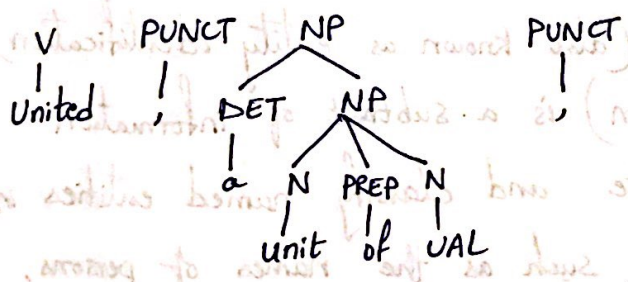 V PUNCT NP PUNCT
United , DET NP ,
a N PREP N
unit of UAL